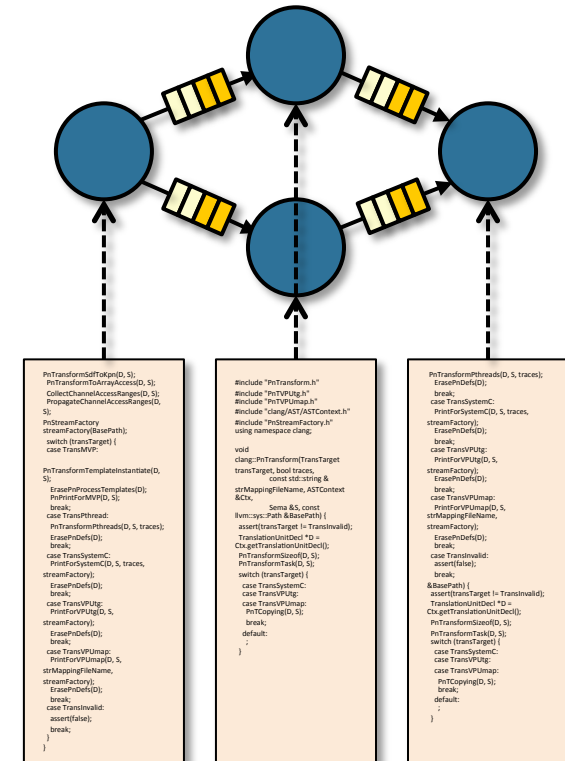 PnTransformSdfToKpn(D, S);
PnTransformToArrayAccess(D, S);
CollectChannelAccessRanges(D, S);
PropagateChannelAccessRanges(D,
S);
PnStreamFactory
streamFactory(BasePath);
switch (transTarget) {
case TransMVP:
PnTransformTemplateInstantiate(D,
S);
ErasePnProcessTemplates(D);
PnPrintForMVP(D, S);
break;
case TransPthread:
PnTransformPthreads(D, S, traces);
ErasePnDefs(D);
break;
case TransSystemC:
PrintForSystemC(D, S, traces,
streamFactory);
ErasePnDefs(D);
break;
case TransVPUtg:
PrintForVPUtg(D, S,
streamFactory);
ErasePnDefs(D);
break;
case TransVPUmap:
PrintForVPUmap(D, S,
strMappingFileName,
streamFactory);
ErasePnDefs(D);
break;
case TransInvalid:
assert(false);
break;
}
}
#include "PnTransform.h"
#include "PnTVPUtg.h"
#include "PnTVPUmap.h"
#include "clang/AST/ASTContext.h"
#include "PnStreamFactory.h"
using namespace clang;
void
clang::PnTransform(TransTarget
transTarget, bool traces,
const std::string &
strMappingFileName, ASTContext
&Ctx,
Sema &S, const
llvm::sys::Path &BasePath) {
assert(transTarget != TransInvalid);
TranslationUnitDecl *D =
Ctx.getTranslationUnitDecl();
PnTransformSizeof(D, S);
PnTransformTask(D, S);
switch (transTarget) {
case TransSystemC:
case TransVPUtg:
case TransVPUmap:
PnTCopying(D, S);
break;
default:
;
}
PnTransformPthreads(D, S, traces);
ErasePnDefs(D);
break;
case TransSystemC:
PrintForSystemC(D, S, traces,
streamFactory);
ErasePnDefs(D);
break;
case TransVPUtg:
PrintForVPUtg(D, S,
streamFactory);
ErasePnDefs(D);
break;
case TransVPUmap:
PrintForVPUmap(D, S,
strMappingFileName,
streamFactory);
ErasePnDefs(D);
break;
case TransInvalid:
assert(false);
break;
&BasePath) {
assert(transTarget != TransInvalid);
TranslationUnitDecl *D =
Ctx.getTranslationUnitDecl();
PnTransformSizeof(D, S);
PnTransformTask(D, S);
switch (transTarget) {
case TransSystemC:
case TransVPUtg:
case TransVPUmap:
PnTCopying(D, S);
break;
default:
;
}